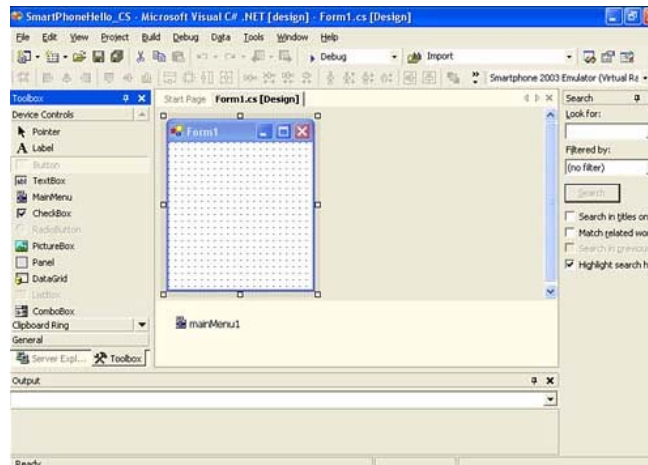 SmartPhoneHello_CS - Microsoft Visual C# .NET [design] - Form1.cs [Design]
File Edit View Project Build Debug Data Tools Window Help
Debug Import
Smartphone 2003 Emulator (Virtual Ra
Toolbox
Device Controls
Pointer
Label
Button
TextBox
MainMenu
CheckBox
RadioButton
PictureBox
Panel
DataGrid
ListBox
ComboBox
Clipboard Ring
General
Server Expl... Toolbox
Start Page Form1.cs [Design]
Form1
mainMenu1
Search
Look for:
Filtered by:
(no filter)
Search
Search in titles on
Match related wor
Search in previous
Highlight search h
Output
Ready